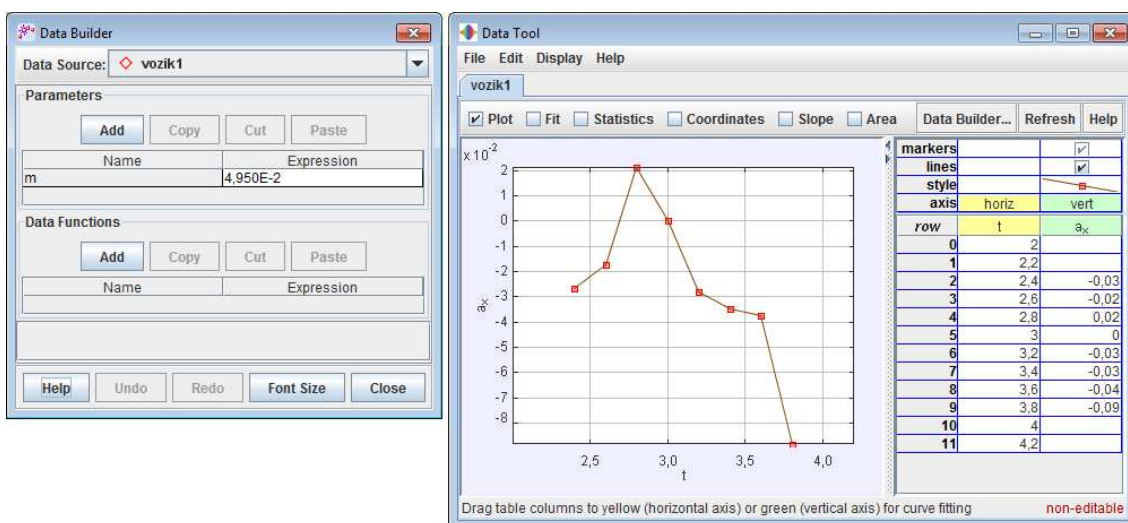 Data Builder
Data Source: vozik1
Parameters
Add Copy Cut Paste
Name Expression
m 4,950E-2
Data Functions
Add Copy Cut Paste
Name Expression
Help Undo Redo Font Size Close
Data Tool
File Edit Display Help
vozik1
Plot Fit Statistics Coordinates Slope Area Data Builder... Refresh Help
x 10^-2
2
1
0
-1
-2
-3
-4
-5
-6
-7
-8
ax
2,5 3,0 3,5 4,0
t
markers
lines
style
axis horiz vert
row t ax
0 2
1 2,2
2 2,4 -0,03
3 2,6 -0,02
4 2,8 0,02
5 3 0
6 3,2 -0,03
7 3,4 -0,03
8 3,6 -0,04
9 3,8 -0,09
10 4
11 4,2
Drag table columns to yellow (horizontal axis) or green (vertical axis) for curve fitting non-editable